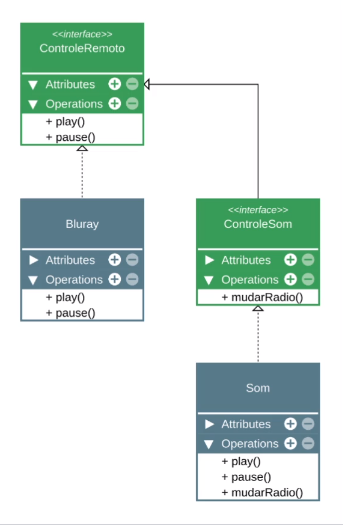 <<interface>>
ControleRemoto
Attributes
Operations
+ play()
+ pause()
Bluray
Attributes
Operations
+ play()
+ pause()
<<interface>>
ControleSom
Attributes
Operations
+ mudarRadio()
Som
Attributes
Operations
+ play()
+ pause()
+ mudarRadio()